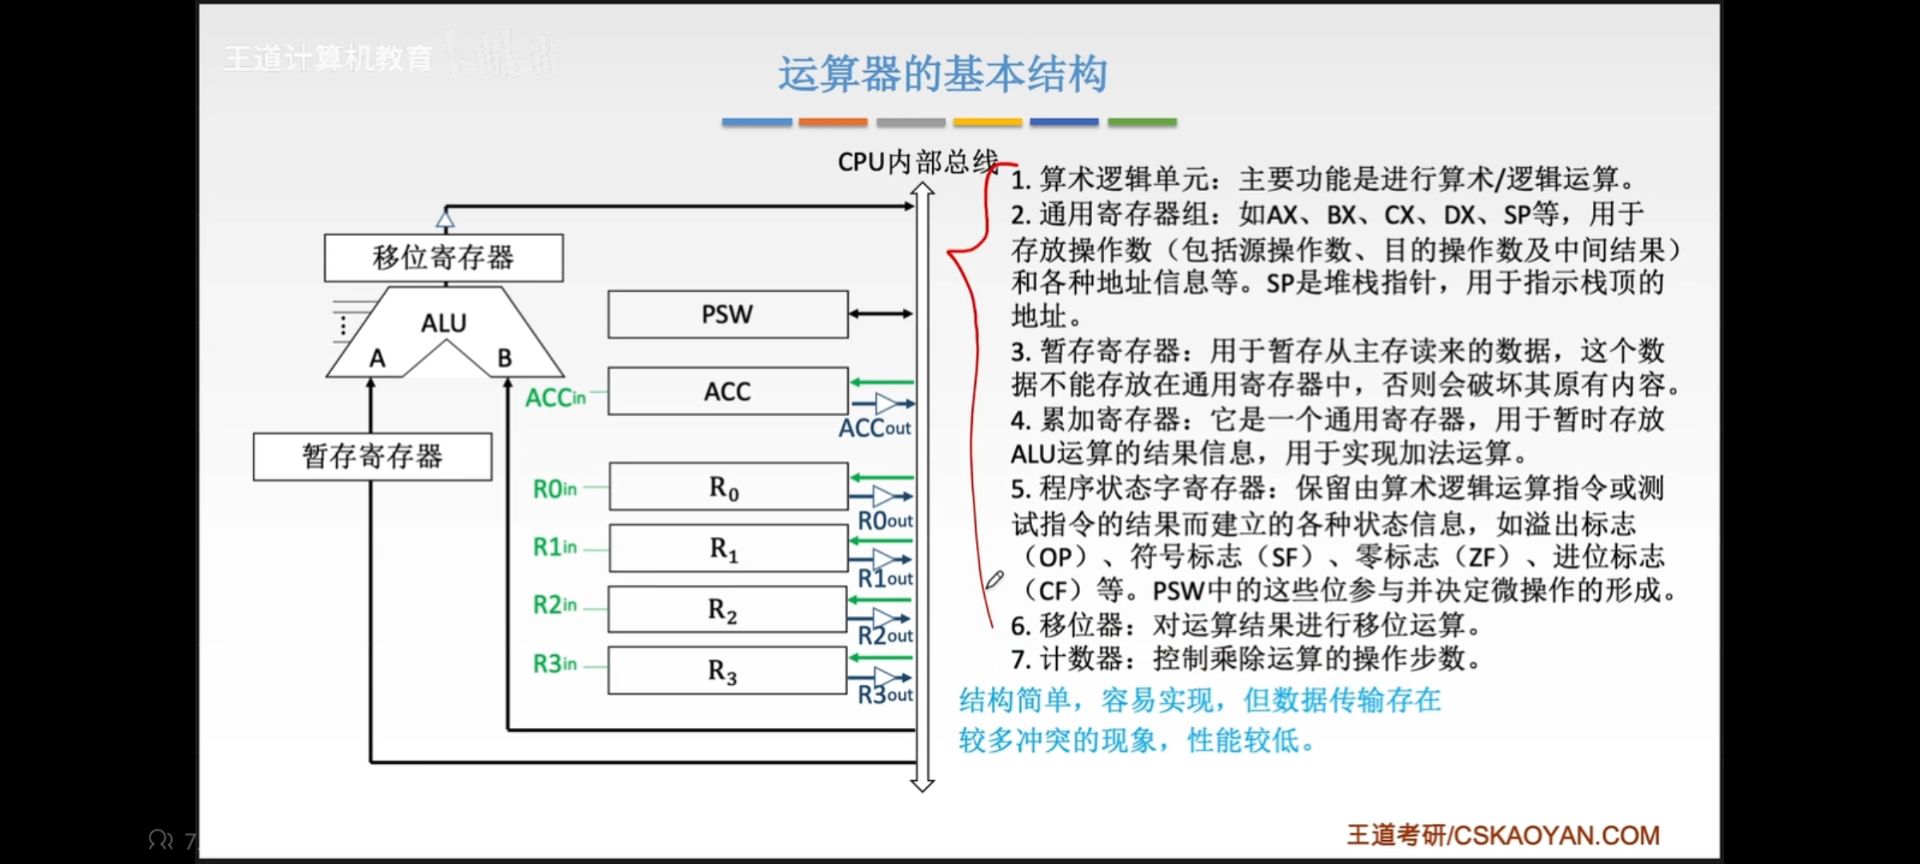 王道计算机教育
运算器的基本结构
CPU内部总线
移位寄存器
ALU
A
B
暂存寄存器
PSW
ACCin
ACC
ACCout
R0in
R₀
R0out
R1in
R₁
R1out
R2in
R₂
R2out
R3in
R₃
R3out
1. 算术逻辑单元：主要功能是进行算术/逻辑运算。
2. 通用寄存器组：如AX、BX、CX、DX、SP等，用于
存放操作数（包括源操作数、目的操作数及中间结果）
和各种地址信息等。SP是堆栈指针，用于指示栈顶的
地址。
3. 暂存寄存器：用于暂存从主存读来的数据，这个数
据不能存放在通用寄存器中，否则会破坏其原有内容。
4. 累加寄存器：它是一个通用寄存器，用于暂时存放
ALU运算的结果信息，用于实现加法运算。
5. 程序状态字寄存器：保留由算术逻辑运算指令或测
试指令的结果而建立的各种状态信息，如溢出标志
（OP）、符号标志（SF）、零标志（ZF）、进位标志
（CF）等。PSW中的这些位参与并决定微操作的形成。
6. 移位器：对运算结果进行移位运算。
7. 计数器：控制乘除运算的操作步数。
结构简单，容易实现，但数据传输存在
较多冲突的现象，性能较低。
王道考研/CSKAOYAN.COM